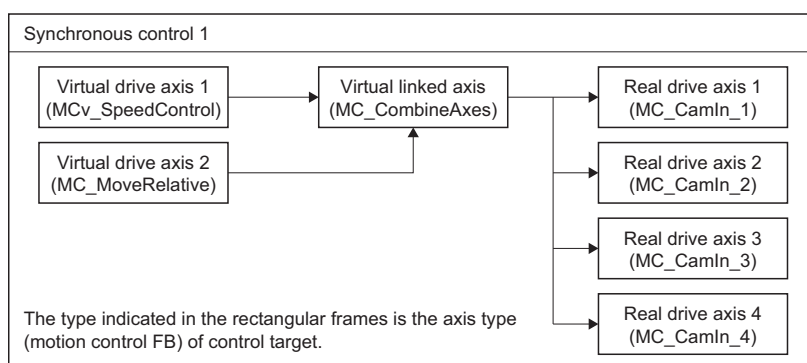 Synchronous control 1
Virtual drive axis 1
(MCv_SpeedControl)
Virtual linked axis
(MC_CombineAxes)
Real drive axis 1
(MC_CamIn_1)
Virtual drive axis 2
(MC_MoveRelative)
Real drive axis 2
(MC_CamIn_2)
Real drive axis 3
(MC_CamIn_3)
Real drive axis 4
(MC_CamIn_4)
The type indicated in the rectangular frames is the axis type
(motion control FB) of control target.